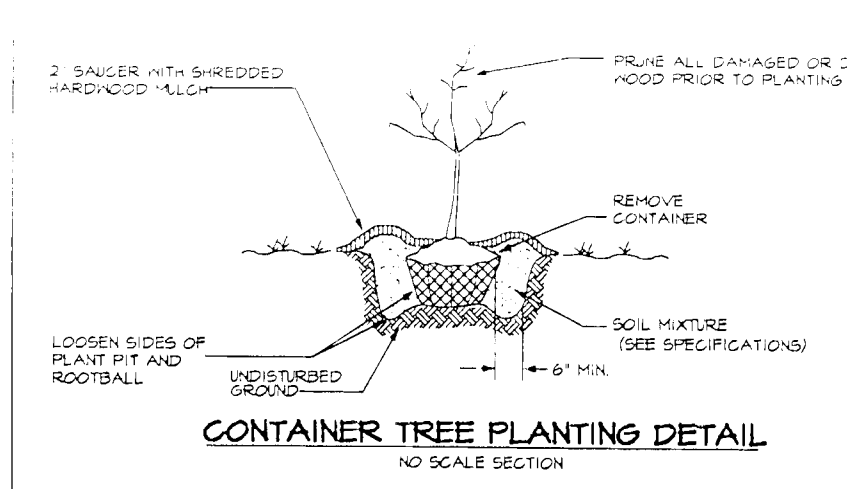 2" SAUCER WITH SHREDDED
HARDWOOD MULCH
PRUNE ALL DAMAGED OR
WOOD PRIOR TO PLANTING
REMOVE
CONTAINER
SOIL MIXTURE
(SEE SPECIFICATIONS)
LOOSEN SIDES OF
PLANT PIT AND
ROOTBALL
UNDISTURBED
GROUND
6" MIN.
CONTAINER TREE PLANTING DETAIL
NO SCALE SECTION